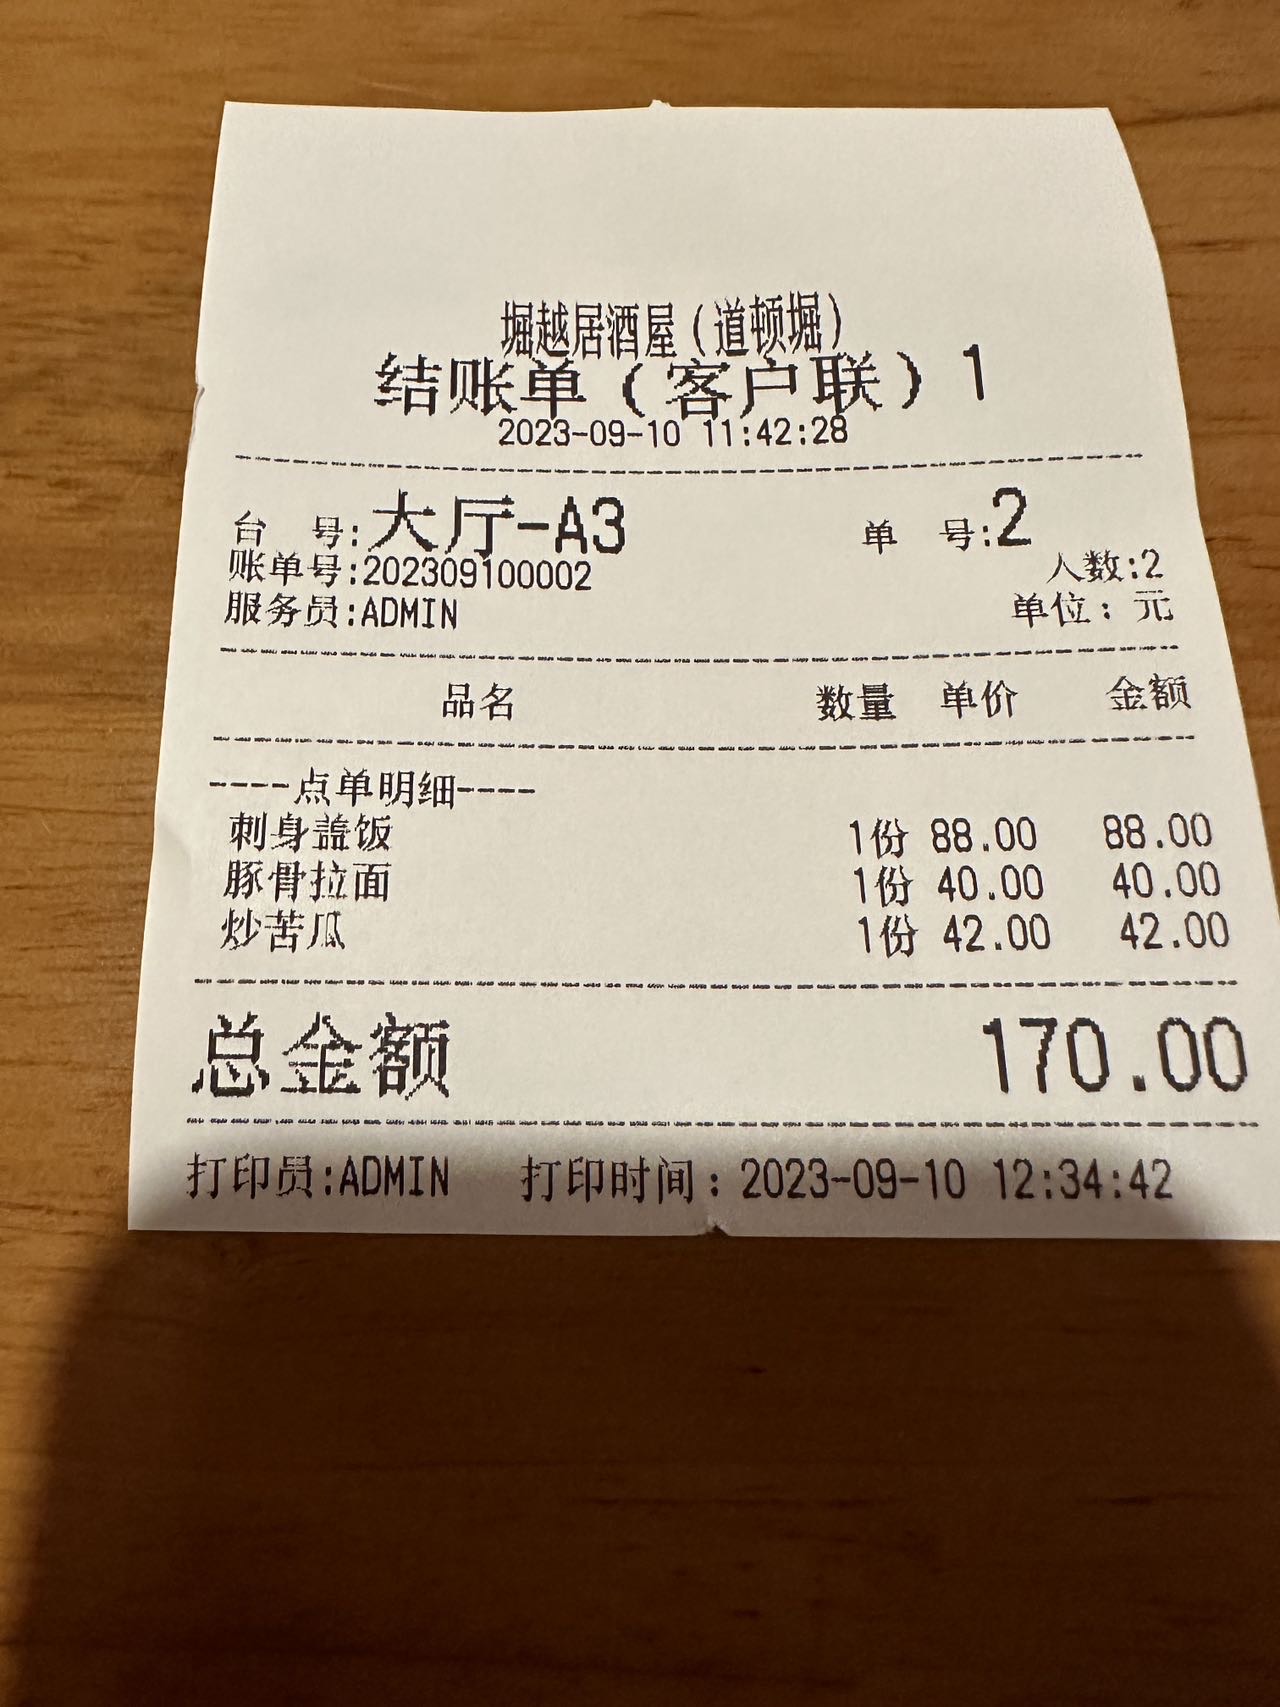 堀越居酒屋(道顿堀)
结账单(客户联)1
2023-09-10 11:42:28
台 号:大厅-A3 单 号:2
账单号:202309100002 人数:2
服务员:ADMIN 单位: 元
品名 数量 单价 金额
----点单明细----
刺身盖饭 1份 88.00 88.00
豚骨拉面 1份 40.00 40.00
炒苦瓜 1份 42.00 42.00
总金额 170.00
打印员:ADMIN 打印时间: 2023-09-10 12:34:42